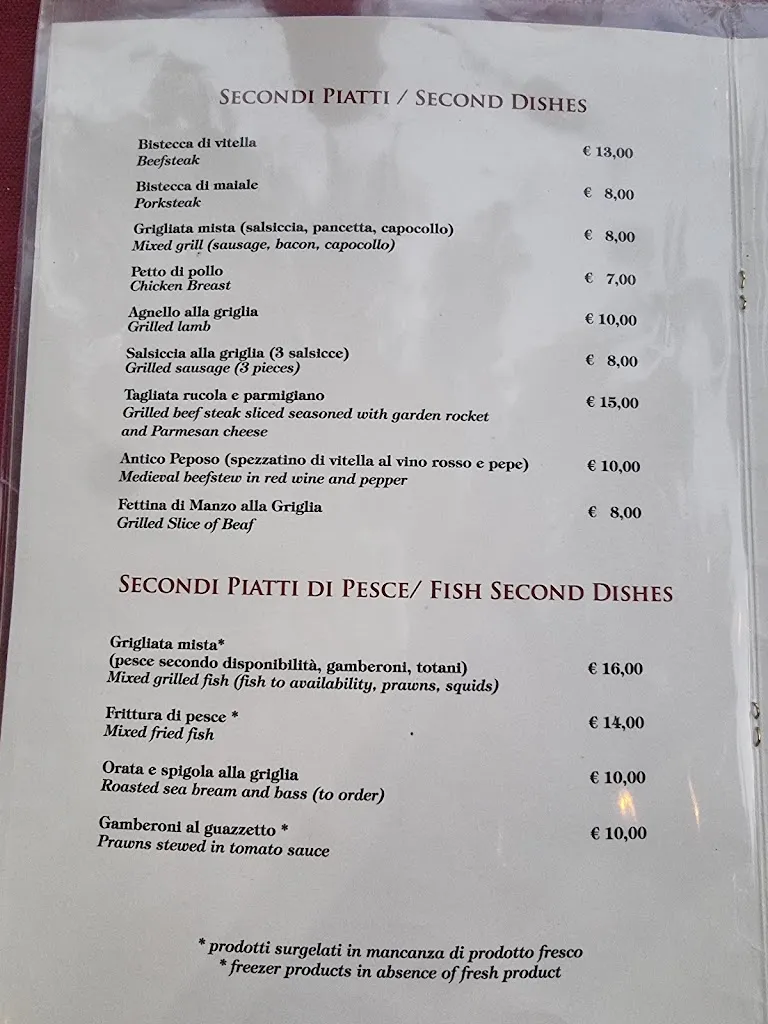 SECONDI PIATTI / SECOND DISHES
Bistecca di vitella € 13,00
Beefsteak
Bistecca di maiale € 8,00
Porksteak
Grigliata mista (salsiccia, pancetta, capocollo) € 8,00
Mixed grill (sausage, bacon, capocollo)
Petto di pollo € 7,00
Chicken Breast
Agnello alla griglia € 10,00
Grilled lamb
Salsiccia alla griglia (3 salsicce) € 8,00
Grilled sausage (3 pieces)
Tagliata rucola e parmigiano € 15,00
Grilled beef steak sliced seasoned with garden rocket
and Parmesan cheese
Antico Peposo (spezzatino di vitella al vino rosso e pepe) € 10,00
Medieval beefstew in red wine and pepper
Fettina di Manzo alla Griglia € 8,00
Grilled Slice of Beaf
SECONDI PIATTI DI PESCE/ FISH SECOND DISHES
Grigliata mista*
(pesce secondo disponibilità, gamberoni, totani) € 16,00
Mixed grilled fish (fish to availability, prawns, squids)
Frittura di pesce * € 14,00
Mixed fried fish
Orata e spigola alla griglia € 10,00
Roasted sea bream and bass (to order)
Gamberoni al guazzetto * € 10,00
Prawns stewed in tomato sauce
* prodotti surgelati in mancanza di prodotto fresco
* freezer products in absence of fresh product